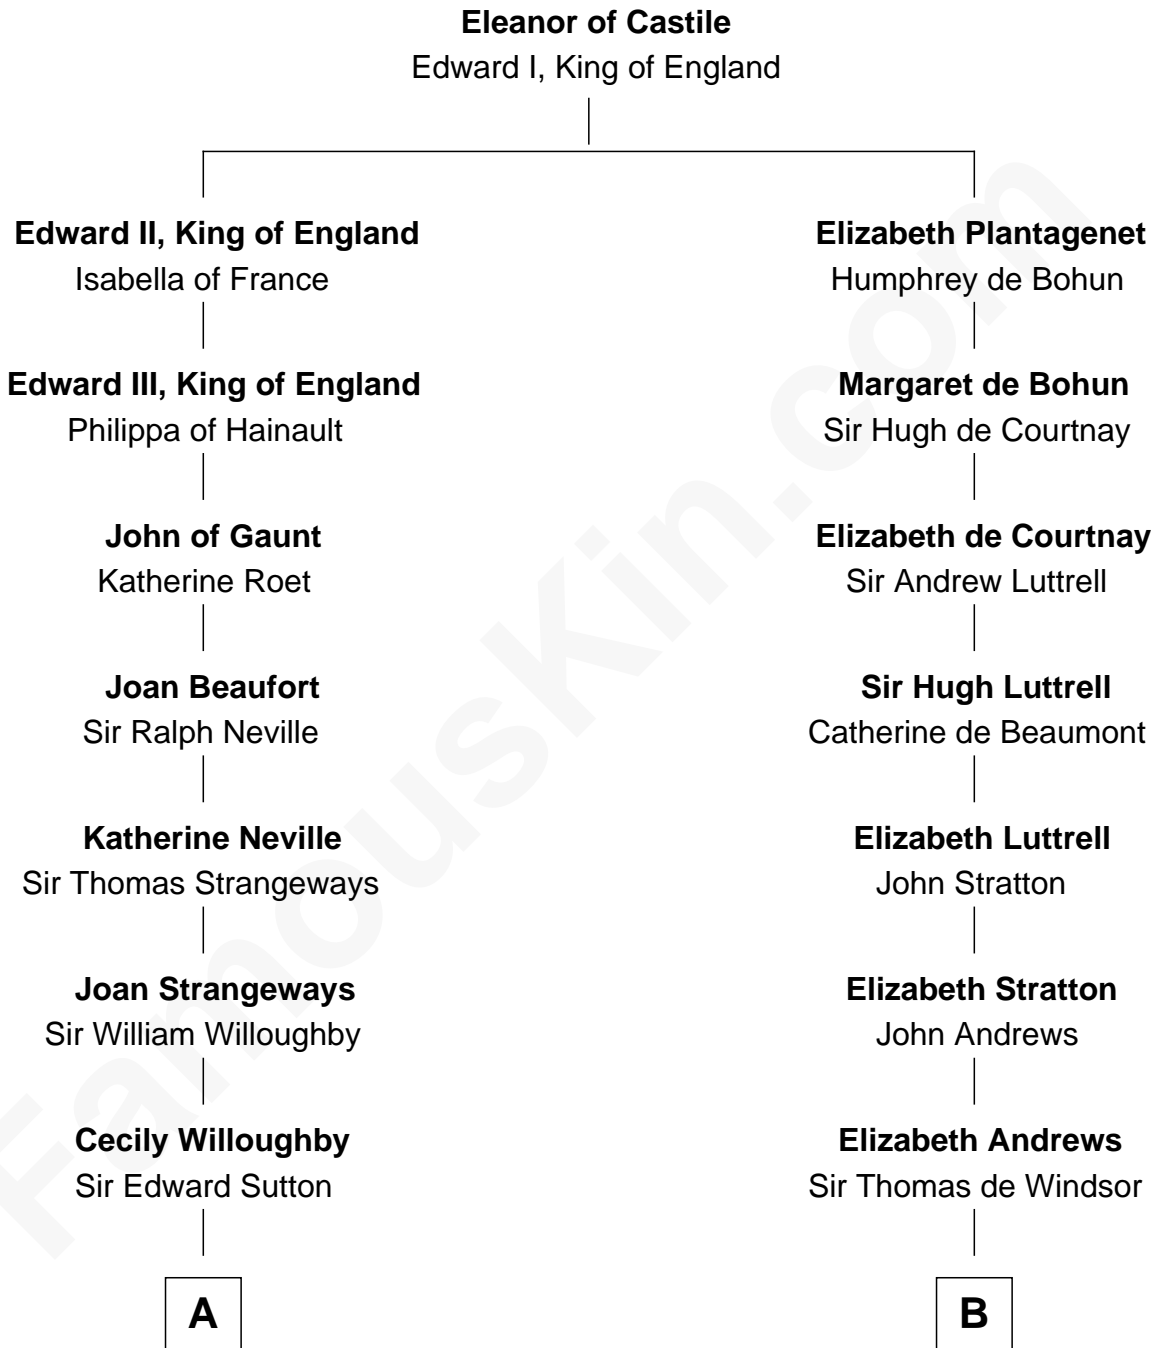 Eleanor of Castile
Edward I, King of England
Edward II, King of England
Isabella of France
Elizabeth Plantagenet
Humphrey de Bohun
Edward III, King of England
Philippa of Hainault
Margaret de Bohun
Sir Hugh de Courtnay
John of Gaunt
Katherine Roet
Elizabeth de Courtnay
Sir Andrew Luttrell
Joan Beaufort
Sir Ralph Neville
Sir Hugh Luttrell
Catherine de Beaumont
Katherine Neville
Sir Thomas Strangeways
Elizabeth Luttrell
John Stratton
Joan Strangeways
Sir William Willoughby
Elizabeth Stratton
John Andrews
Cecily Willoughby
Sir Edward Sutton
Elizabeth Andrews
Sir Thomas de Windsor
A
B
FamousKin.com